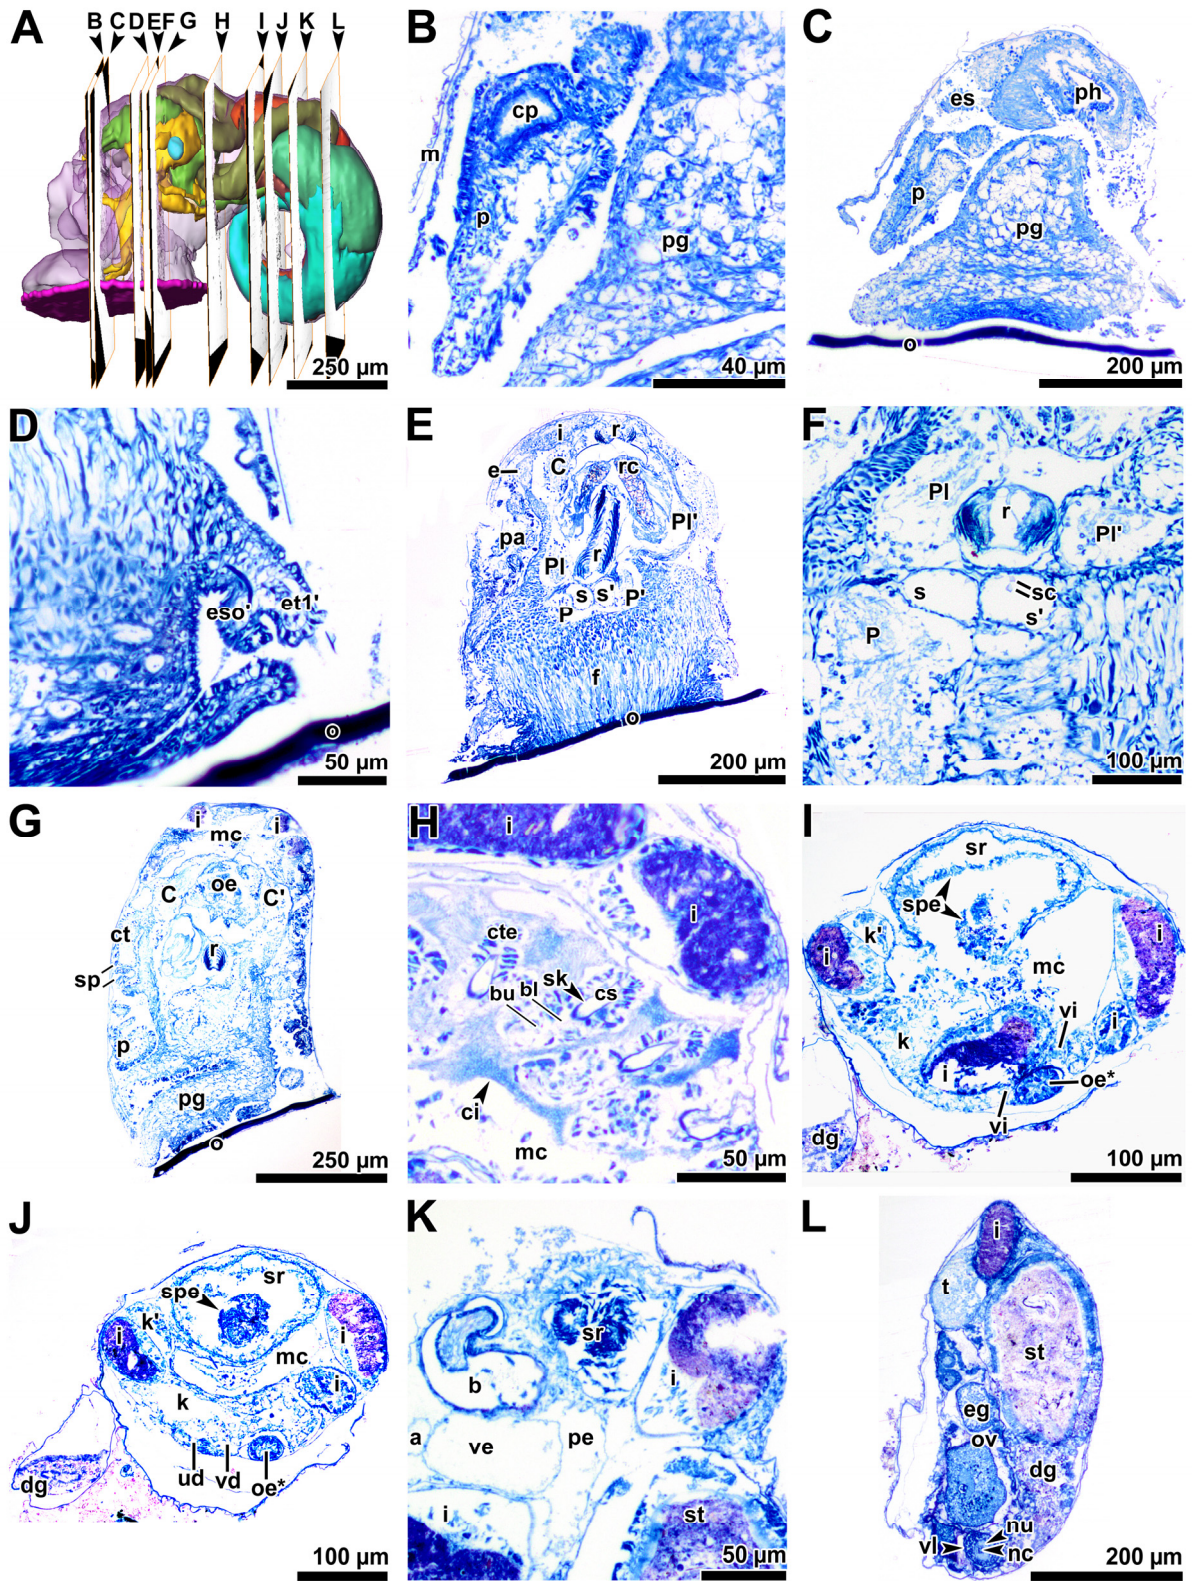 A
B C D E F G H I J K L
250 µm
B
cp
m
p
pg
40 µm
C
es
ph
p
pg
o
200 µm
D
eso'
et1'
o
50 µm
E
i
r
e
C
rc
pa
Pl'
Pl
r
s s'
P
P'
f
o
200 µm
F
Pl
r
Pl'
s
sc
s'
P
100 µm
G
i
i
mc
C
oe
C'
ct
r
sp
p
pg
o
250 µm
H
i
i
cte
sk
cs
bu
bl
ci
mc
50 µm
I
sr
spe
k'
i
i
mc
vi
i
k
i
oe*
vi
dg
100 µm
J
sr
spe
k'
i
i
mc
k
i
ud
vd
oe*
dg
100 µm
K
sr
b
i
a
ve
pe
i
st
50 µm
L
i
t
st
eg
ov
dg
nu
vl
nc
200 µm